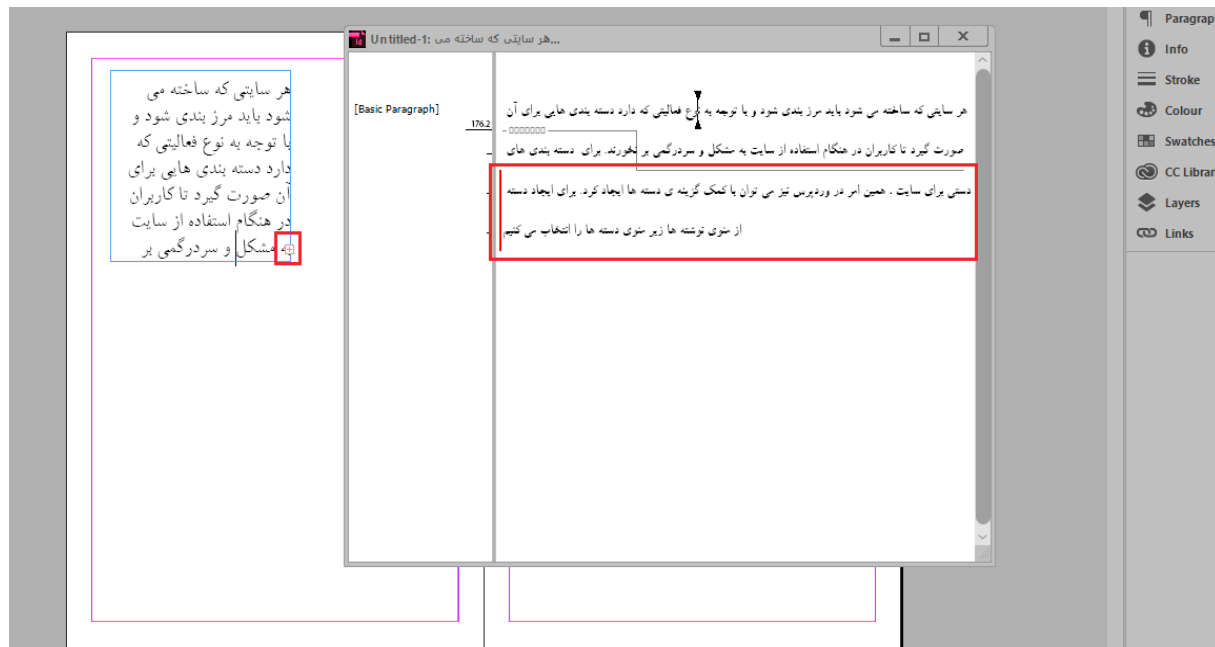 هر سایتی که ساخته می
شود باید مرز بندی شود و
با توجه به نوع فعالیتی که
دارد دسته بندی هایی برای
آن صورت گیرد تا کاربران
در هنگام استفاده از سایت
به مشکل و سردرگمی بر
Untitled-1: هر سایتی که ساخته می...
[Basic Paragraph]
176.2
هر سایتی که ساخته می شود باید مرز بندی شود و با توجه به نوع فعالیتی که دارد دسته بندی هایی برای آن
صورت گیرد تا کاربران در هنگام استفاده از سایت به مشکل و سردرگمی بر نخورند. برای دسته بندی های
دستی برای سایت . همین امر در وردپرس نیز می توان با کمک گزینه ی دسته ها ایجاد کرد. برای ایجاد دسته
از منوی نوشته ها زیر منوی دسته ها را انتخاب می کنیم
Paragrap
Info
Stroke
Colour
Swatches
CC Librar
Layers
Links